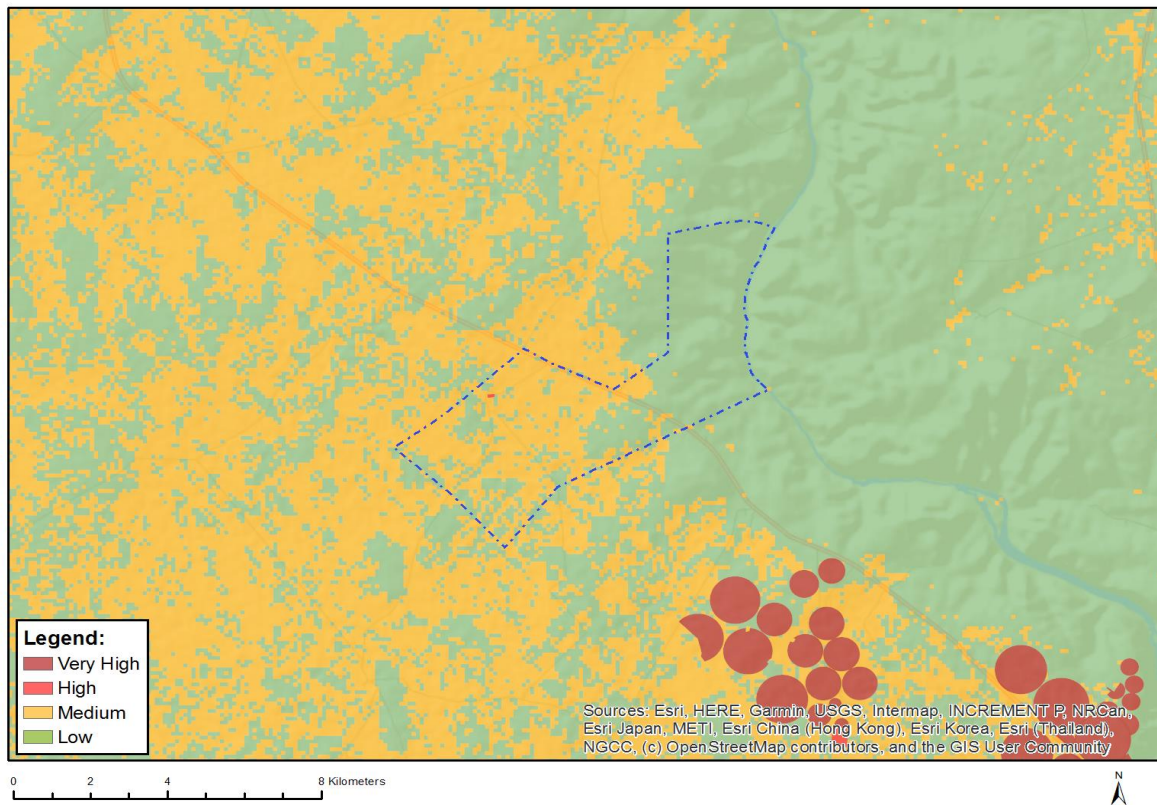 Legend:
Very High
High
Medium
Low
Sources: Esri, HERE, Garmin, USGS, Intermap, INCREMENT P, NRCan,
Esri Japan, METI, Esri China (Hong Kong), Esri Korea, Esri (Thailand),
NGCC, (c) OpenStreetMap contributors, and the GIS User Community
0 2 4 8 Kilometers
N